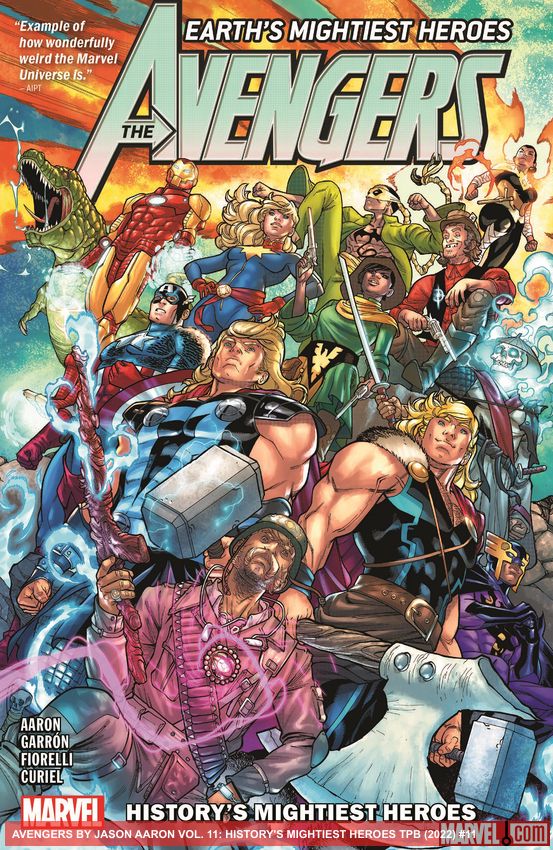 "Example of
how wonderfully
weird the Marvel
Universe is."
— AIPT
EARTH'S MIGHTIEST HEROES
THE AVENGERS
AARON
GARRÓN
FIORELLI
CURIEL
MARVEL
HISTORY'S MIGHTIEST HEROES
AVENGERS BY JASON AARON VOL. 11: HISTORY'S MIGHTIEST HEROES TPB (2022) #11
MARVEL.COM